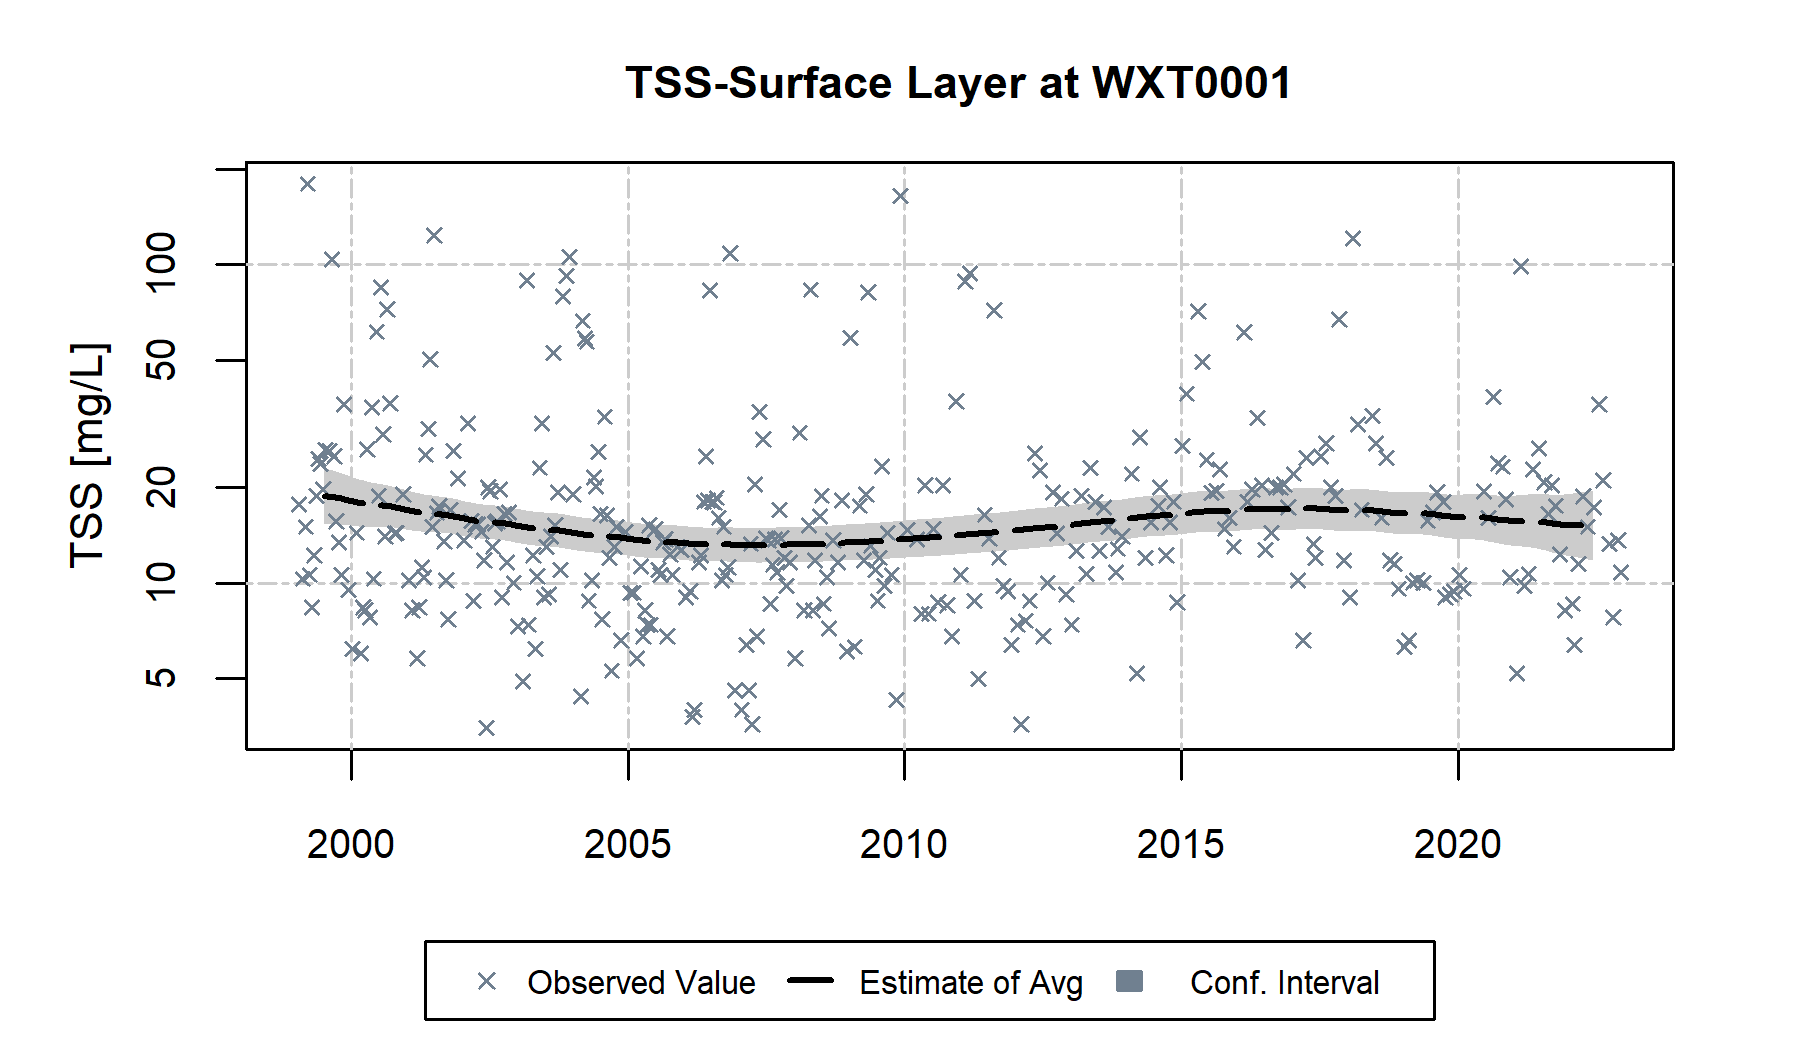 TSS-Surface Layer at WXT0001
TSS [mg/L]
100
50
20
10
5
2000 2005 2010 2015 2020
Observed Value Estimate of Avg Conf. Interval